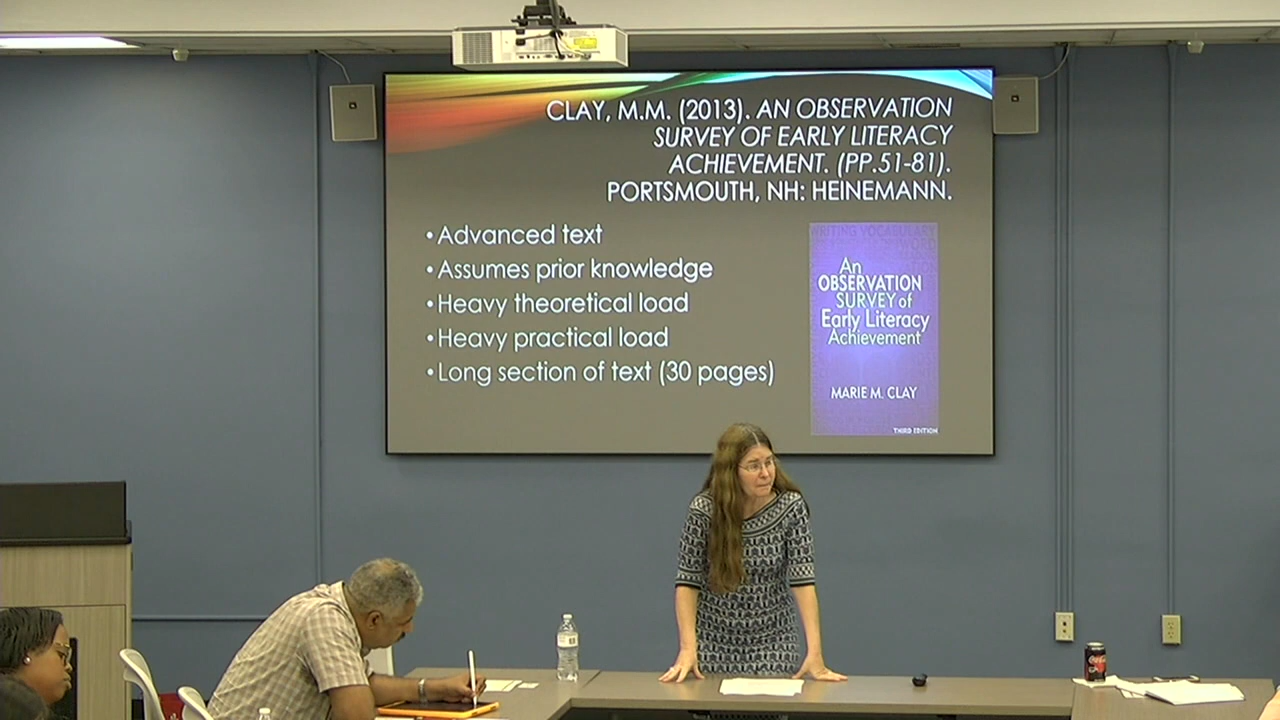 CLAY, M.M. (2013). AN OBSERVATION
SURVEY OF EARLY LITERACY
ACHIEVEMENT. (PP.51-81).
PORTSMOUTH, NH: HEINEMANN.
•Advanced text
•Assumes prior knowledge
•Heavy theoretical load
•Heavy practical load
•Long section of text (30 pages)
WRITING VOCABULARY
An
OBSERVATION
SURVEY of
Early Literacy
Achievement
MARIE M. CLAY
THIRD EDITION